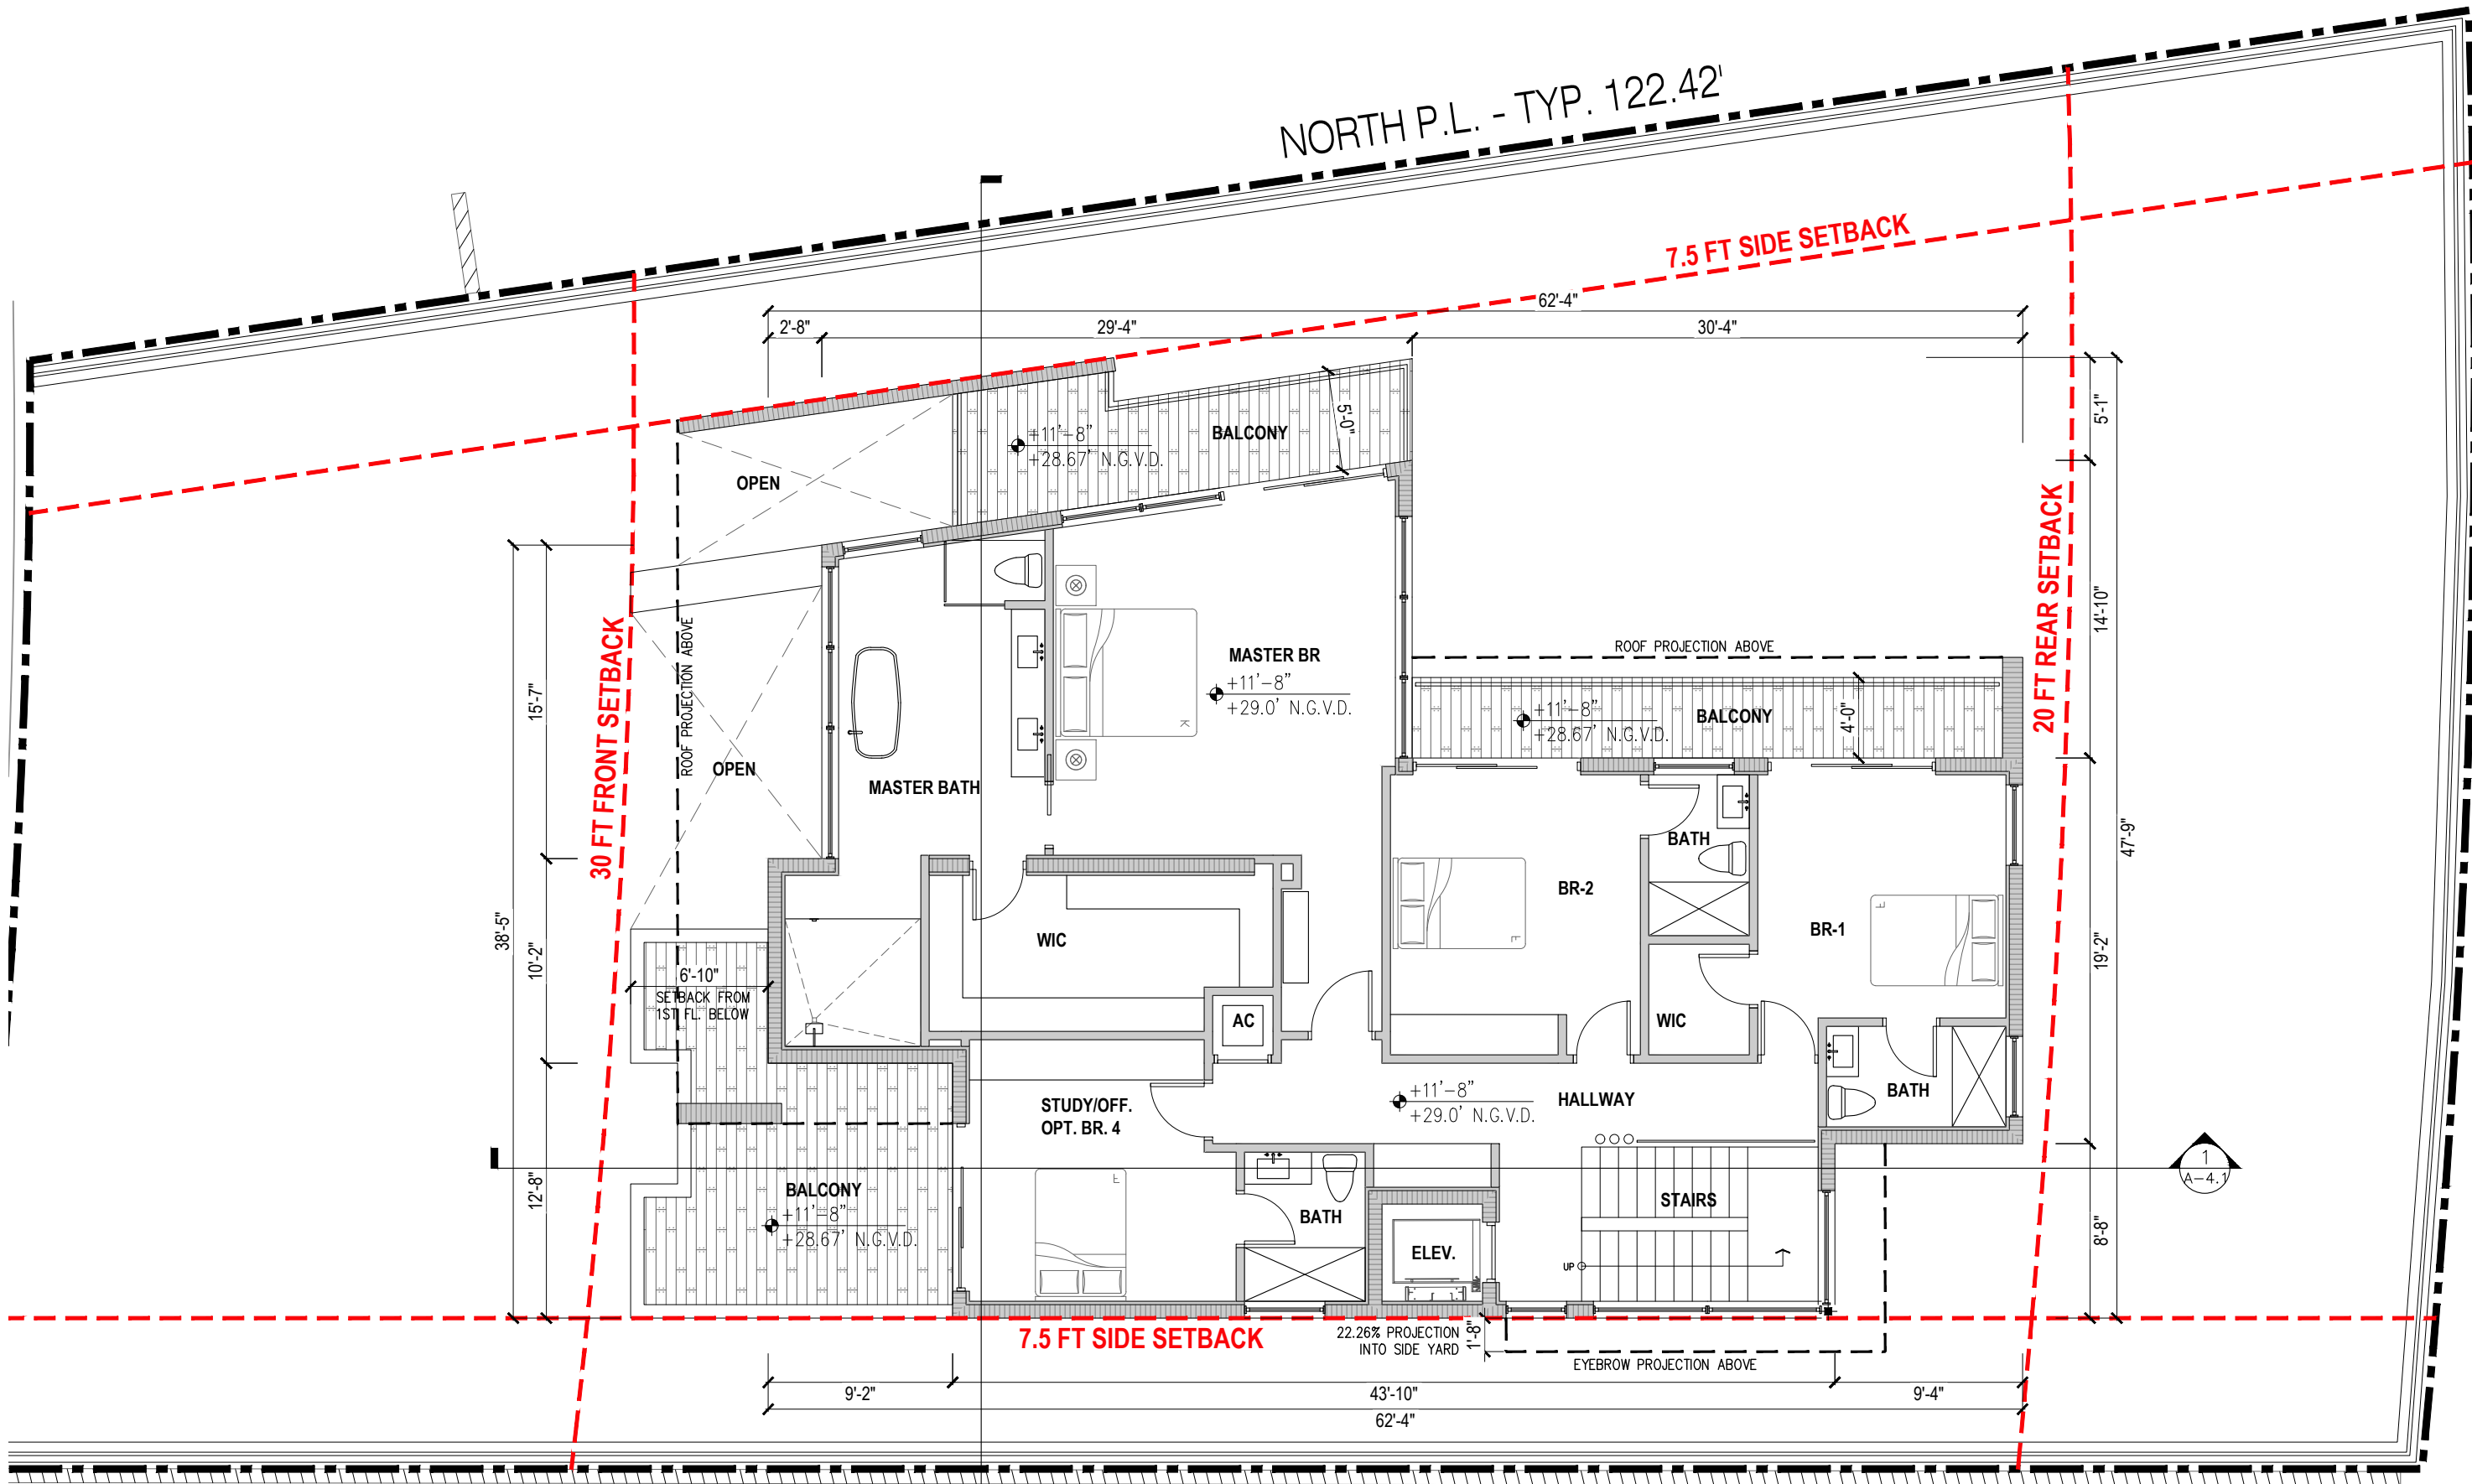 NORTH P.L. - TYP. 122.42'
7.5 FT SIDE SETBACK
62'-4"
2'-8"
29'-4"
30'-4"
5'-1"
5'-0"
BALCONY
+11'-8"
+28.67' N.G.V.D.
OPEN
14'-10"
20 FT REAR SETBACK
30 FT FRONT SETBACK
ROOF PROJECTION ABOVE
ROOF PROJECTION ABOVE
MASTER BR
+11'-8"
+29.0' N.G.V.D.
K
15'-7"
BALCONY
+11'-8"
+28.67' N.G.V.D.
4'-0"
OPEN
MASTER BATH
BATH
47'-9"
BR-2
E
BR-1
E
38'-5"
10'-2"
19'-2"
WIC
6'-10"
SETBACK FROM
1ST FL. BELOW
AC
WIC
STUDY/OFF.
OPT. BR. 4
+11'-8"
+29.0' N.G.V.D.
HALLWAY
BATH
1
A-4.1
12'-8"
BALCONY
+11'-8"
+28.67' N.G.V.D.
F
BATH
STAIRS
ELEV.
UP
8'-8"
7.5 FT SIDE SETBACK
22.26% PROJECTION
INTO SIDE YARD
1'-8"
EYEBROW PROJECTION ABOVE
9'-2"
43'-10"
9'-4"
62'-4"